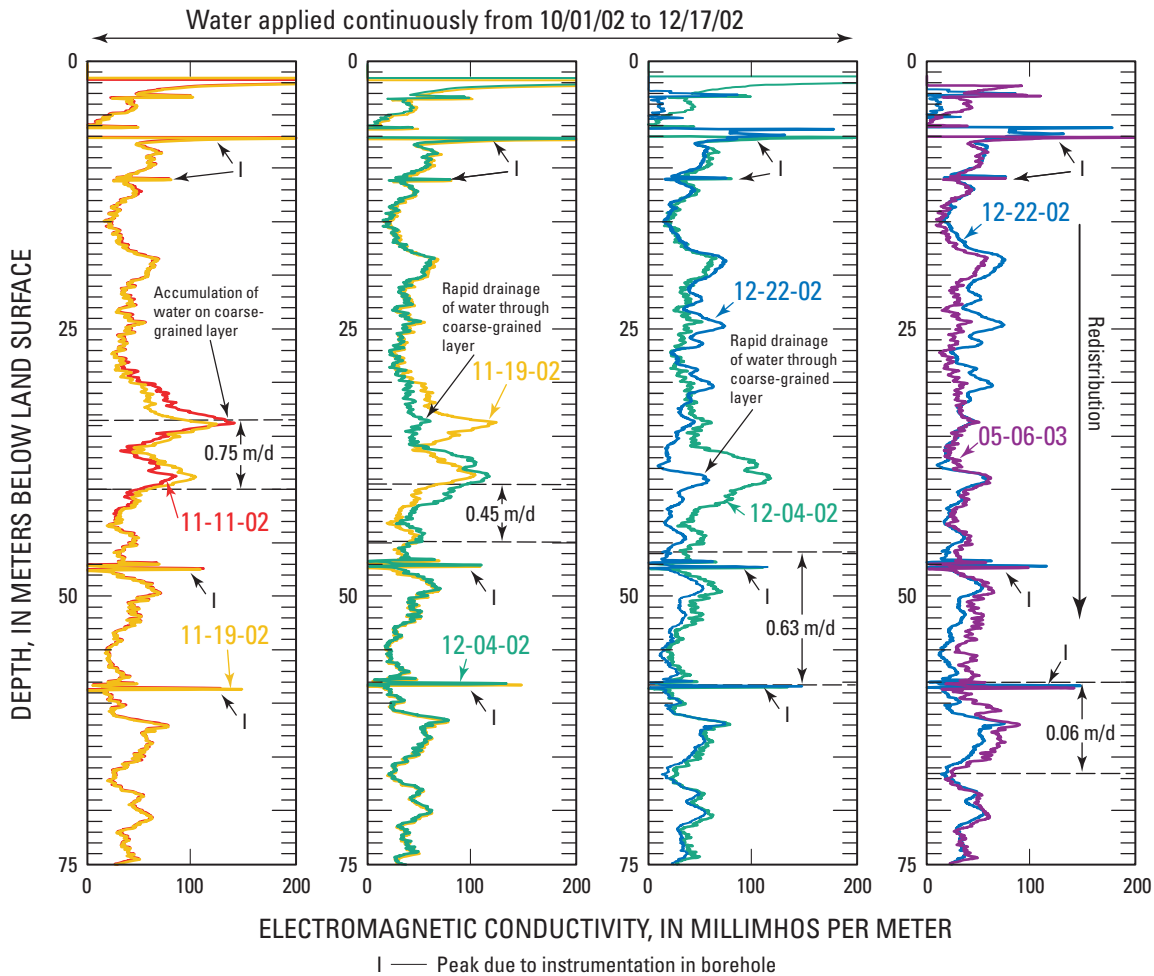 Water applied continuously from 10/01/02 to 12/17/02
DEPTH, IN METERS BELOW LAND SURFACE
0
25
50
75
I
Accumulation of
water on coarse-
grained layer
0.75 m/d
11-11-02
I
11-19-02
I
0
100
200
I
Rapid drainage
of water through
coarse-grained
layer
11-19-02
0.45 m/d
I
12-04-02
I
75
0
100
200
I
12-22-02
Rapid drainage
of water through
coarse-grained
layer
12-04-02
I
0.63 m/d
I
75
0
100
200
I
12-22-02
Redistribution
05-06-03
I
I
0.06 m/d
75
0
100
200
0
25
50
0
25
50
0
25
50
ELECTROMAGNETIC CONDUCTIVITY, IN MILLIMHOS PER METER
I — Peak due to instrumentation in borehole